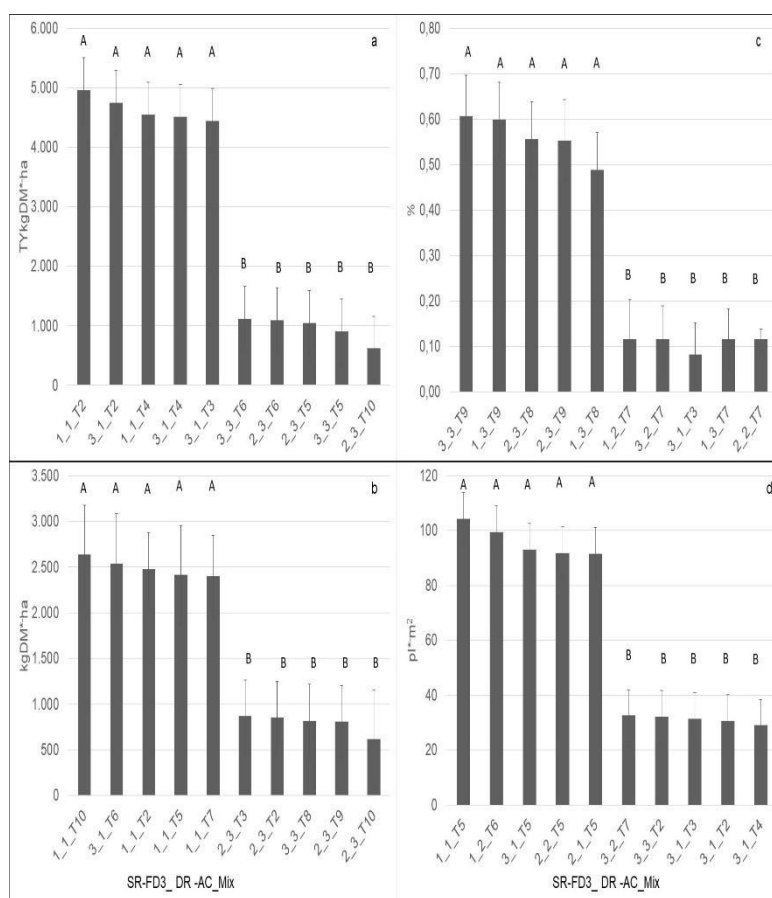 a
A A A A A
B B B B B
TYkgDM*·ha
6.000
5.000
4.000
3.000
2.000
1.000
0
1_1_T2 3_1_T2 1_1_T4 3_1_T4 3_1_T3 3_3_T6 2_3_T6 2_3_T5 3_3_T5 2_3_T10
c
A A A A A
B B B B B
%
0,80
0,70
0,60
0,50
0,40
0,30
0,20
0,10
0,00
3_3_T9 1_3_T9 2_3_T8 2_3_T9 1_3_T8 1_2_T7 3_2_T7 3_1_T3 1_3_T7 2_2_T7
b
A A A A A
B B B B B
kgDM*·ha
3.500
3.000
2.500
2.000
1.500
1.000
500
0
1_1_T10 3_1_T6 1_1_T2 1_1_T5 1_1_T7 2_3_T3 2_3_T2 3_3_T8 2_3_T9 2_3_T10
SR-FD3_ DR -AC_Mix
d
A A A A A
B B B B B
pl*·m²
120
100
80
60
40
20
0
1_1_T5 1_2_T6 3_1_T5 2_2_T5 2_1_T5 3_2_T7 3_3_T2 3_1_T3 3_1_T2 3_1_T4
SR-FD3_ DR -AC_Mix